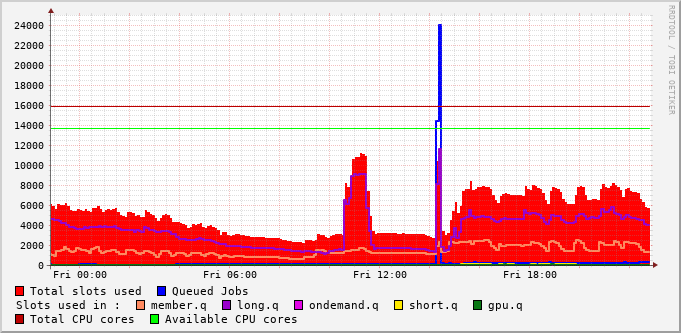 RRDTOOL / TOBI OETIKER
24000
22000
20000
18000
16000
14000
12000
10000
8000
6000
4000
2000
0
Fri 00:00 Fri 06:00 Fri 12:00 Fri 18:00
Total slots used Queued Jobs
Slots used in : member.q long.q ondemand.q short.q gpu.q
Total CPU cores Available CPU cores